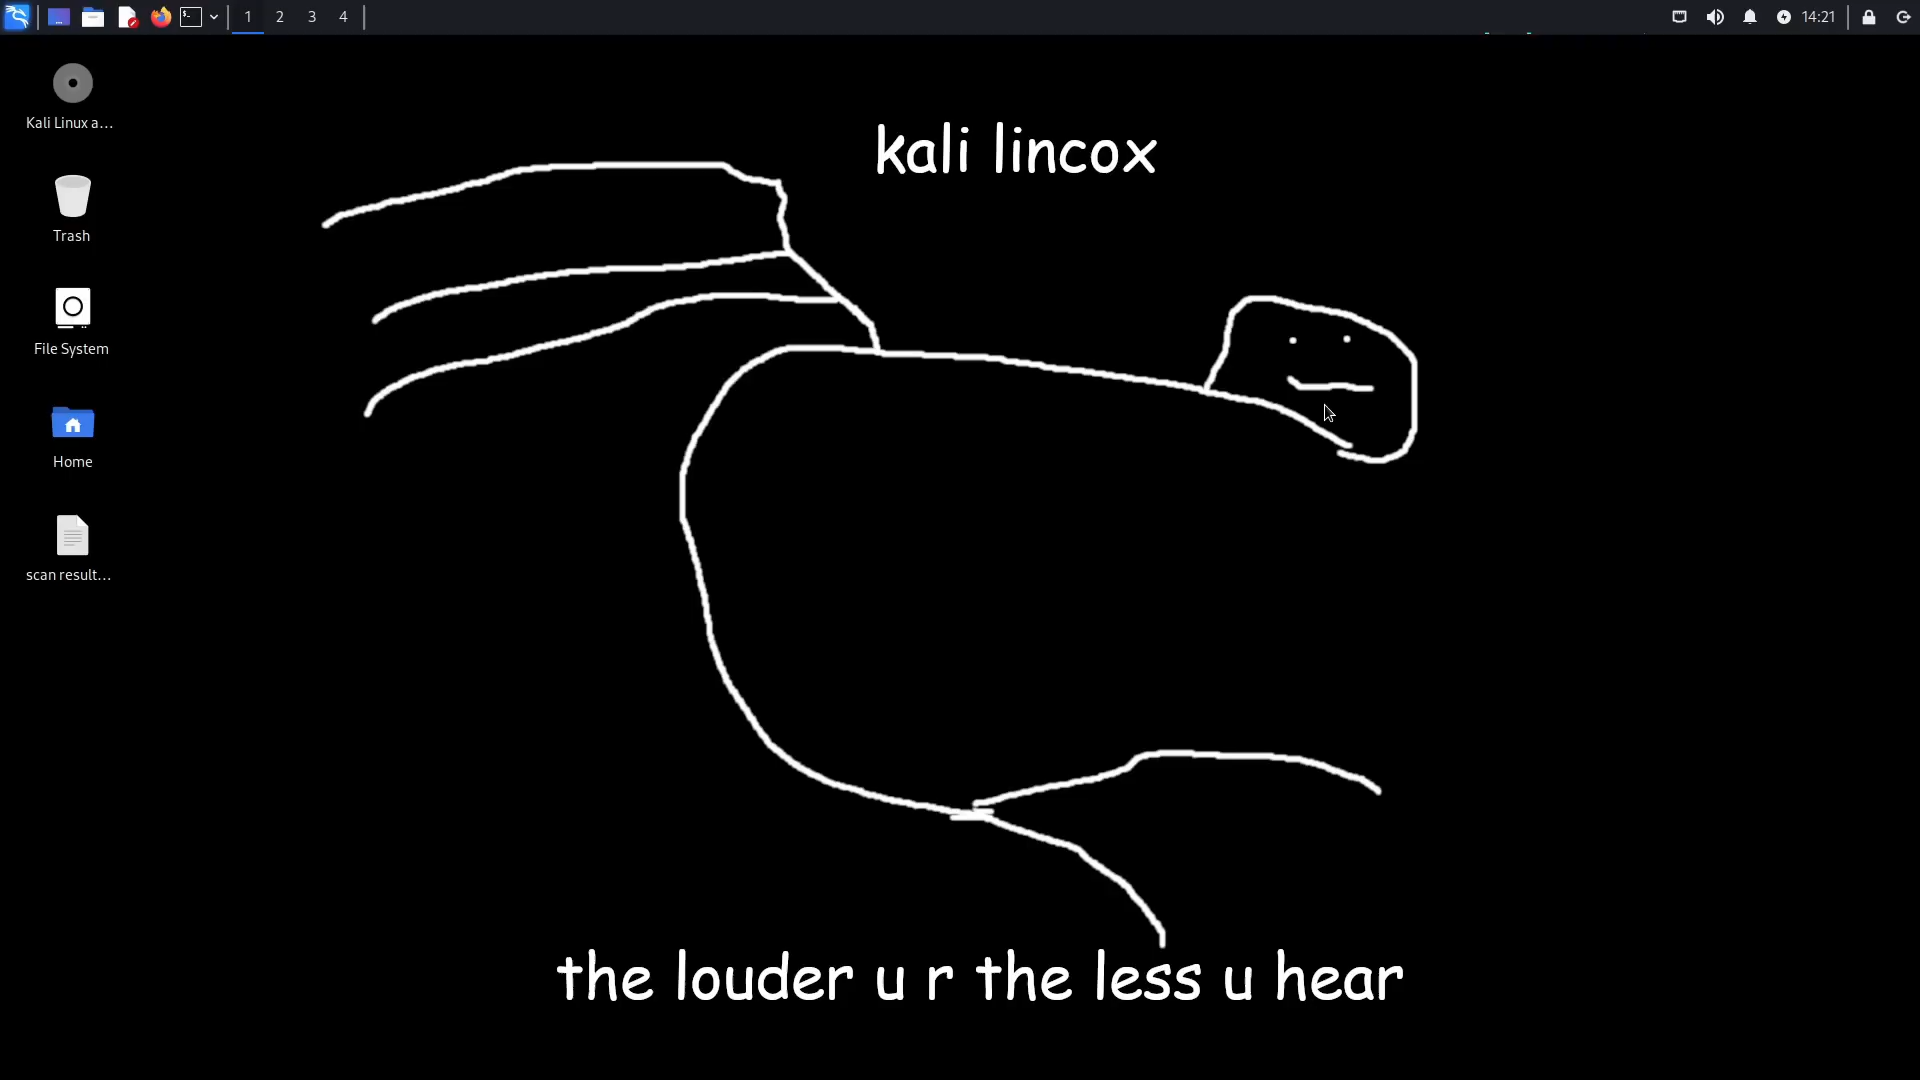 1 2 3 4 14:21
Kali Linux a...
Trash
File System
Home
scan result...
kali lincox
the louder u r the less u hear